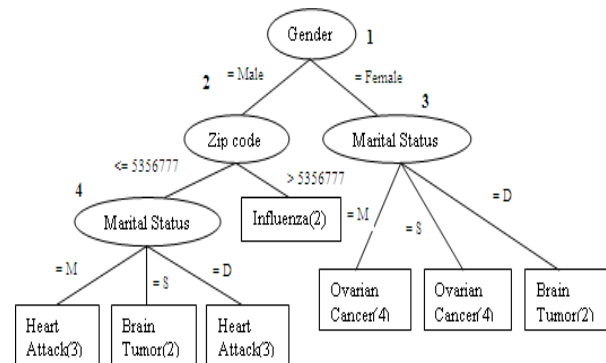 Gender
1
2
= Male
= Female
3
Zip code
Marital Status
<= 5356777
> 5356777
4
Marital Status
Influenza(2)
= M
= S
= D
= M
= S
= D
Ovarian
Cancer(4)
Ovarian
Cancer(4)
Brain
Tumor(2)
Heart
Attack(3)
Brain
Tumor(2)
Heart
Attack(3)